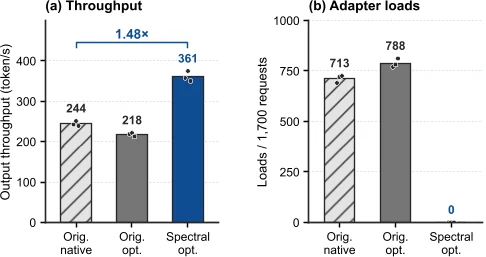 (a) Throughput
1.48×
Output throughput (token/s)
400
300
200
100
0
244
218
361
Orig. native
Orig. opt.
Spectral opt.
(b) Adapter loads
Loads / 1,700 requests
1000
750
500
250
0
713
788
0
Orig. native
Orig. opt.
Spectral opt.